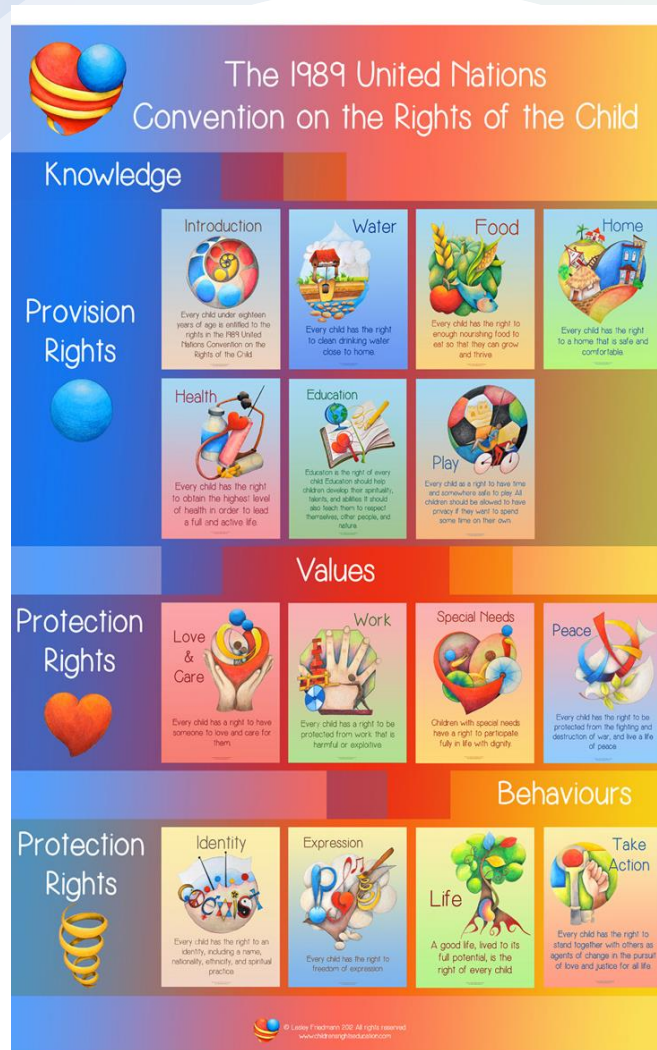 The 1989 United Nations
Convention on the Rights of the Child
Knowledge
Provision
Rights
Introduction
Every child under eighteen
years of age is entitled to the
rights in the 1989 United
Nations Convention on the
Rights of the Child
Water
Every child has the right
to clean drinking water
close to home.
Food
Every child has the right to
enough nourishing food to
eat so that they can grow
and thrive
Home
Every child has the right
to a home that is safe and
comfortable.
Health
Every child has the right
to obtain the highest level
of health in order to lead
a full and active life.
Education
Education is the right of every
child Education should help
children develop their spirituality,
talents, and abilities It should
also teach them to respect
themselves, other people, and
nature.
Play
Every child as a right to have time
and somewhere safe to play. All
children should be allowed to have
privacy if they want to spend
some time on their own.
Values
Protection
Rights
Love
&
Care
Every child has a right to have
someone to love and care for
them.
Work
Every child has a right to be
protected from work that is
harmful or exploitive
Special Needs
Children with special needs
have a right to participate
fully in life with dignity.
Peace
Every child has the right to be
protected from the fighting and
destruction of war, and live a life
of peace
Behaviours
Protection
Rights
Identity
Every child has the right to an
identity, including a name,
nationality, ethnicity, and spiritual
practice
Expression
Every child has the right to
freedom of expression
Life
A good life, lived to its
full potential, is the
right of every child.
Take
Action
Every child has the right to
stand together with others as
agents of change in the pursuit
of love and justice for all life
© Lesley Friedmann 2012 All rights reserved
www.childrensrightseducation.com